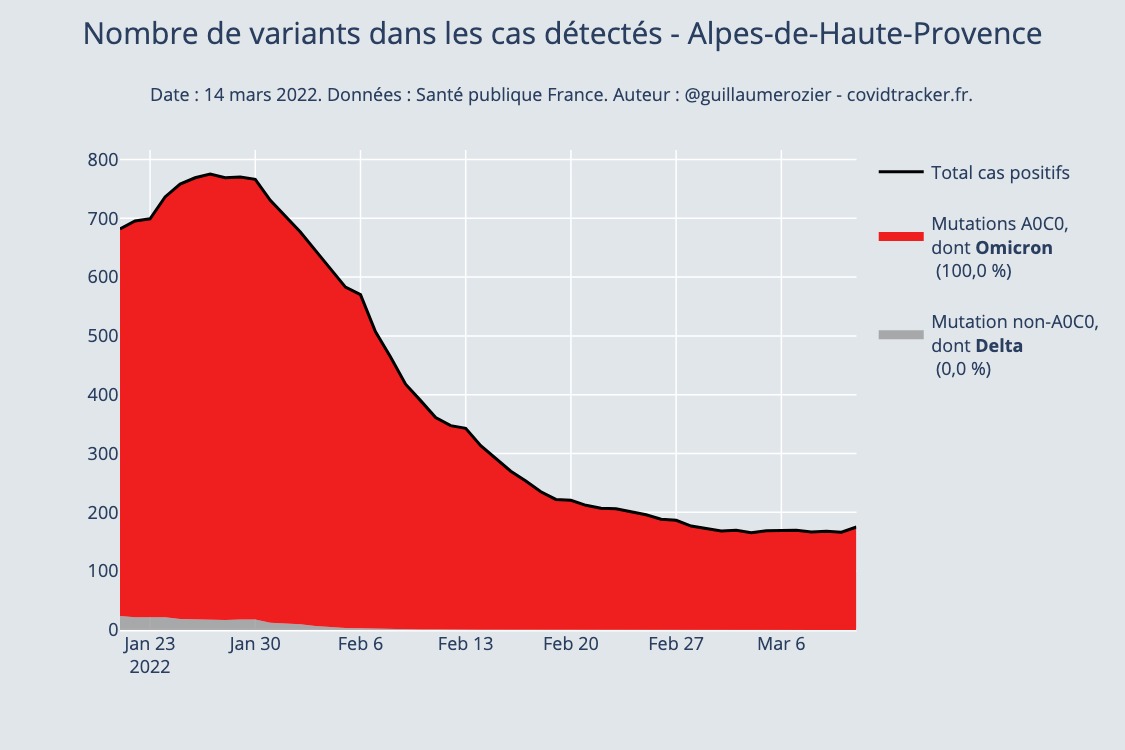 Nombre de variants dans les cas détectés - Alpes-de-Haute-Provence
Date : 14 mars 2022. Données : Santé publique France. Auteur : @guillaumerozier - covidtracker.fr.
800
700
600
500
400
300
200
100
0
Jan 23
2022
Jan 30
Feb 6
Feb 13
Feb 20
Feb 27
Mar 6
Total cas positifs
Mutations A0C0,
dont Omicron
(100,0 %)
Mutation non-A0C0,
dont Delta
(0,0 %)